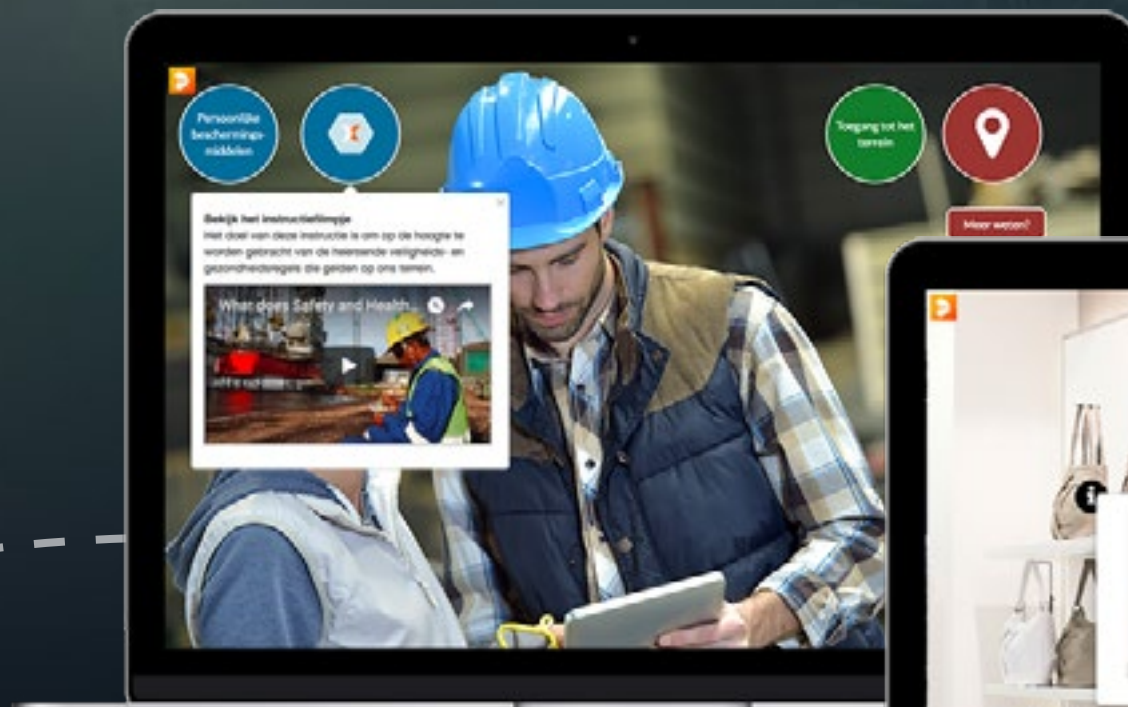 Persoonlijke
beschermings-
middelen
Toegang tot het
terrein
Meer weten?
Bekijk het instructiefilmpje
Het doel van deze instructie is om op de hoogte te
worden gebracht van de heersende veiligheids- en
gezondheidsregels die gelden op ons terrein.
What does Safety and Health...